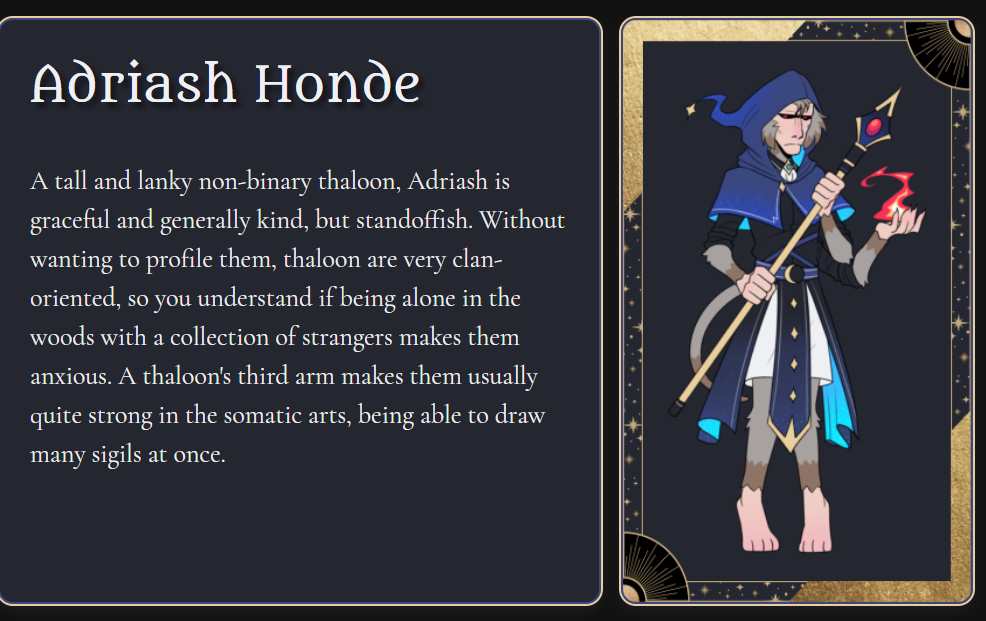 Adriash Honde
A tall and lanky non-binary thaloon, Adriash is
graceful and generally kind, but standoffish. Without
wanting to profile them, thaloon are very clan-
oriented, so you understand if being alone in the
woods with a collection of strangers makes them
anxious. A thaloon's third arm makes them usually
quite strong in the somatic arts, being able to draw
many sigils at once.